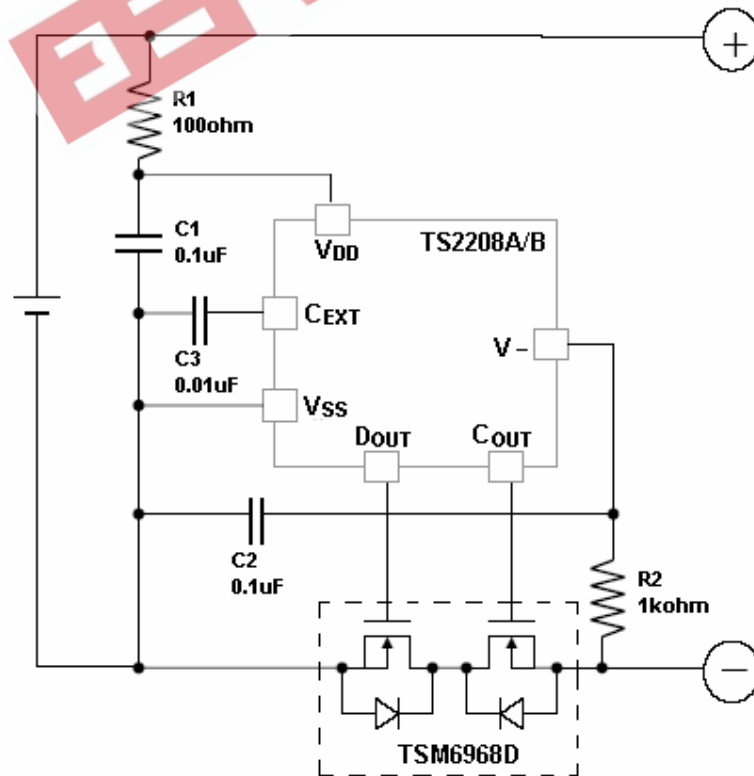 +
R1
100ohm
C1
0.1uF
VDD
TS2208A/B
CEXT
C3
0.01uF
V-
VSS
DOUT
COUT
C2
0.1uF
R2
1kohm
−
TSM6968D